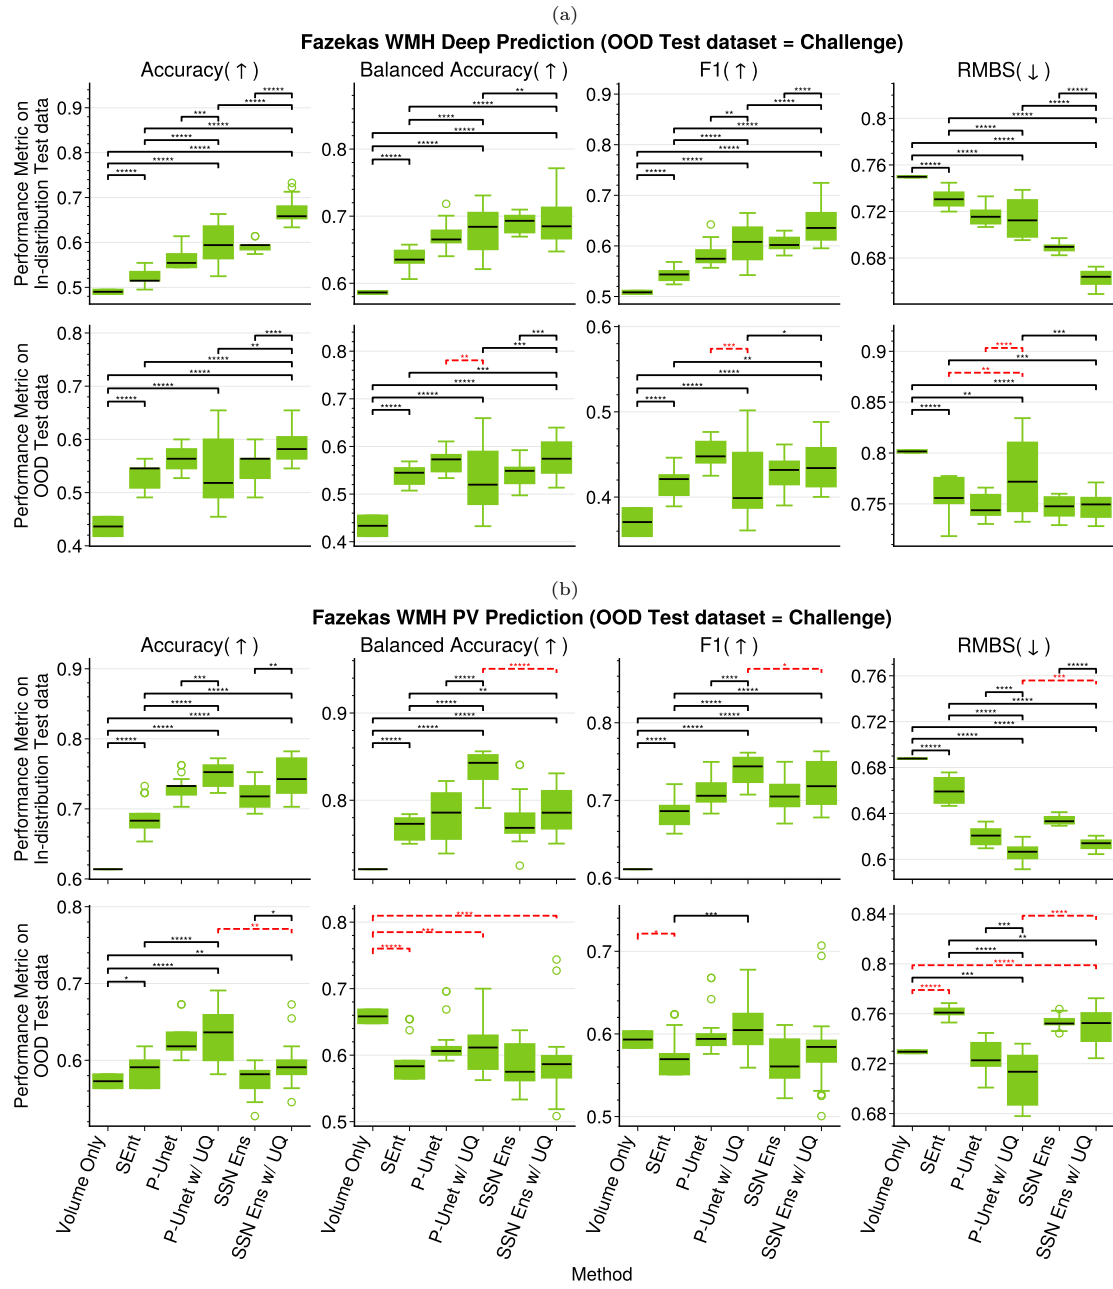 (a)
Fazekas WMH Deep Prediction (OOD Test dataset = Challenge)
Accuracy(↑) Balanced Accuracy(↑) F1(↑) RMBS(↓)
Performance Metric on
In-distribution Test data
0.9
0.8
0.7
0.6
0.5
0.8
0.7
0.6
0.9
0.8
0.7
0.6
0.5
0.8
0.76
0.72
0.68
Performance Metric on
OOD Test data
0.8
0.7
0.6
0.5
0.4
0.8
0.7
0.6
0.5
0.4
0.6
0.5
0.4
0.9
0.85
0.8
0.75
(b)
Fazekas WMH PV Prediction (OOD Test dataset = Challenge)
Accuracy(↑) Balanced Accuracy(↑) F1(↑) RMBS(↓)
Performance Metric on
In-distribution Test data
0.9
0.8
0.7
0.6
0.9
0.8
0.8
0.7
0.6
0.76
0.72
0.68
0.64
0.6
Performance Metric on
OOD Test data
0.8
0.7
0.6
0.8
0.7
0.6
0.5
0.7
0.6
0.5
0.84
0.8
0.76
0.72
0.68
Volume Only
SEnt
P-Unet
P-Unet w/ UQ
SSN Ens
SSN Ens w/ UQ
Volume Only
SEnt
P-Unet
P-Unet w/ UQ
SSN Ens
SSN Ens w/ UQ
Volume Only
SEnt
P-Unet
P-Unet w/ UQ
SSN Ens
SSN Ens w/ UQ
Volume Only
SEnt
P-Unet
P-Unet w/ UQ
SSN Ens
SSN Ens w/ UQ
Method